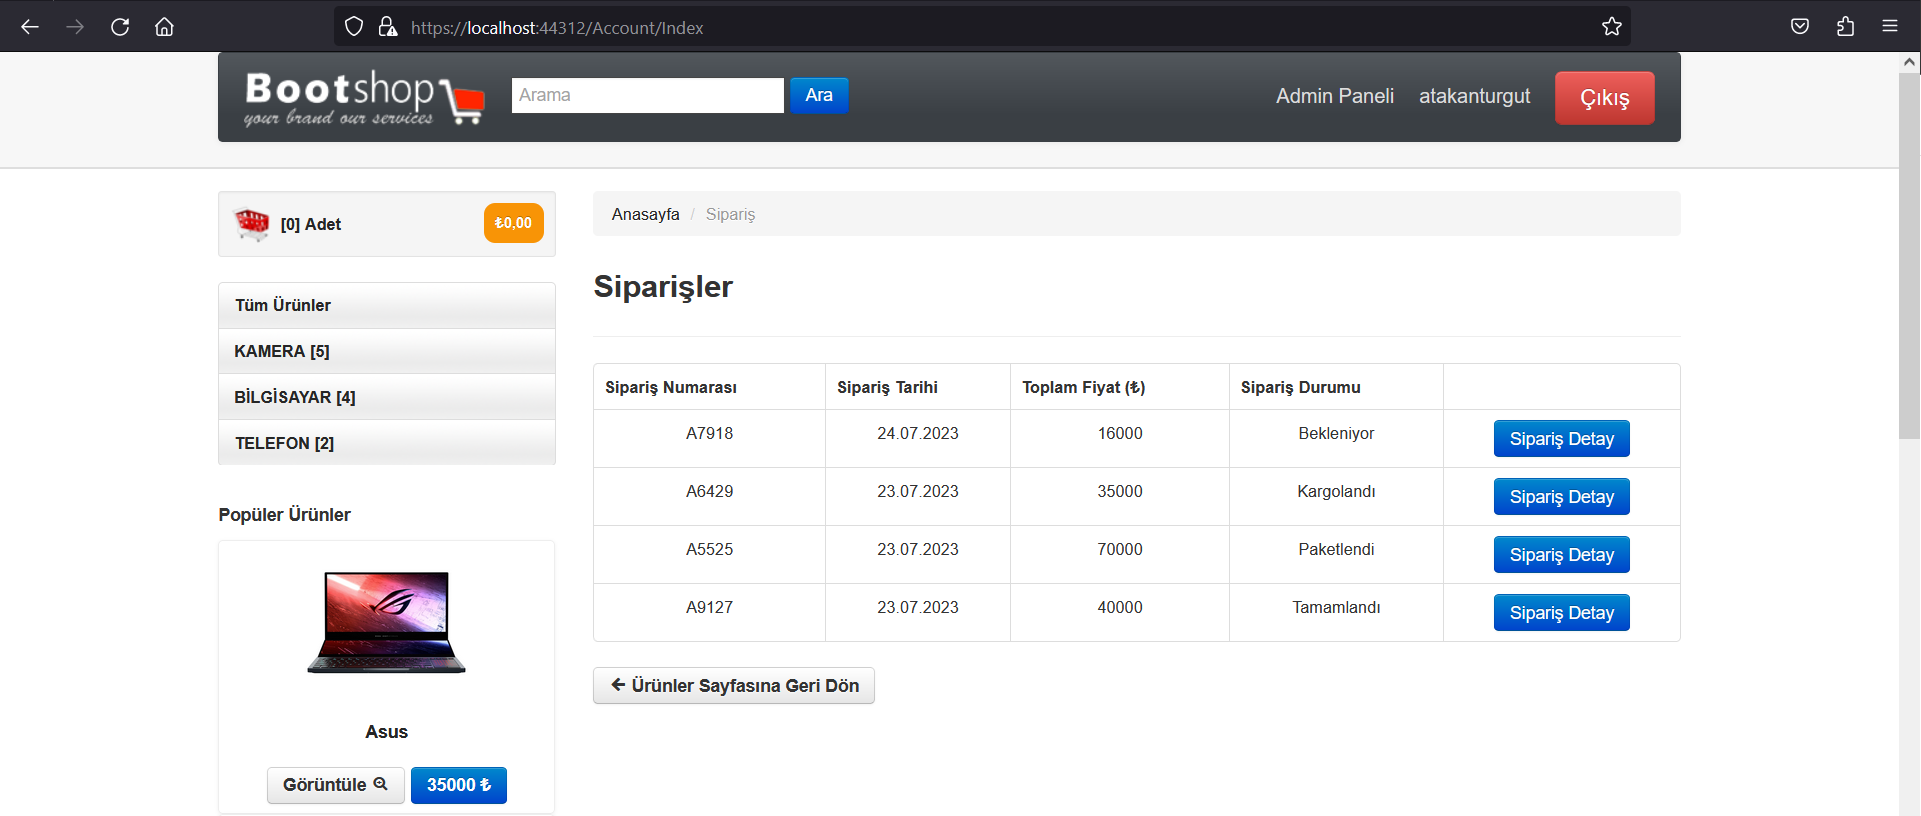 https://localhost:44312/Account/Index
Bootshop
your brand our services
Arama
Ara
Admin Paneli
atakanturgut
Çıkış
[0] Adet
₺0,00
Tüm Ürünler
KAMERA [5]
BİLGİSAYAR [4]
TELEFON [2]
Popüler Ürünler
Asus
Görüntüle
35000 ₺
Anasayfa / Sipariş
Siparişler
Sipariş Numarası Sipariş Tarihi Toplam Fiyat (₺) Sipariş Durumu
A7918 24.07.2023 16000 Bekleniyor Sipariş Detay
A6429 23.07.2023 35000 Kargolandı Sipariş Detay
A5525 23.07.2023 70000 Paketlendi Sipariş Detay
A9127 23.07.2023 40000 Tamamlandı Sipariş Detay
Ürünler Sayfasına Geri Dön